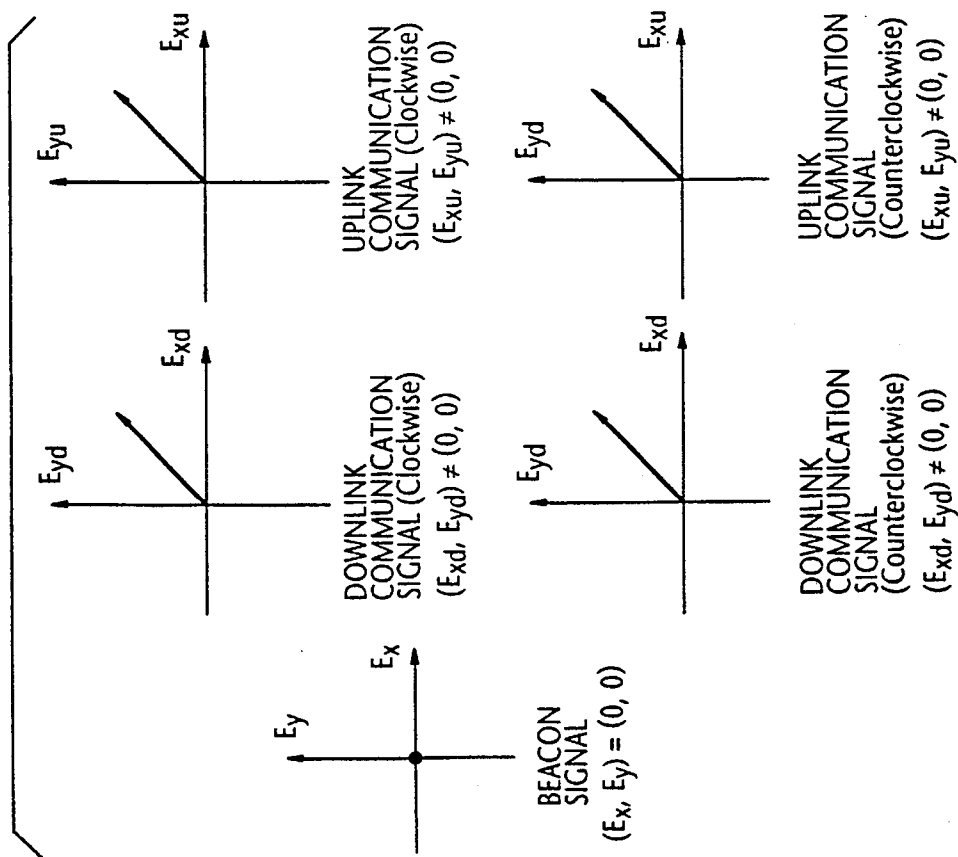 Ey
Ex
BEACON
SIGNAL
(Ex, Ey) = (0, 0)
Eyd
Exd
DOWNLINK
COMMUNICATION
SIGNAL (Clockwise)
(Exd, Eyd) ≠ (0, 0)
Eyu
Exu
UPLINK
COMMUNICATION
SIGNAL (Clockwise)
(Exu, Eyu) ≠ (0, 0)
Eyd
Exd
DOWNLINK
COMMUNICATION
SIGNAL
(Counterclockwise)
(Exd, Eyd) ≠ (0, 0)
Eyd
Exu
UPLINK
COMMUNICATION
SIGNAL
(Counterclockwise)
(Exu, Eyu) ≠ (0, 0)